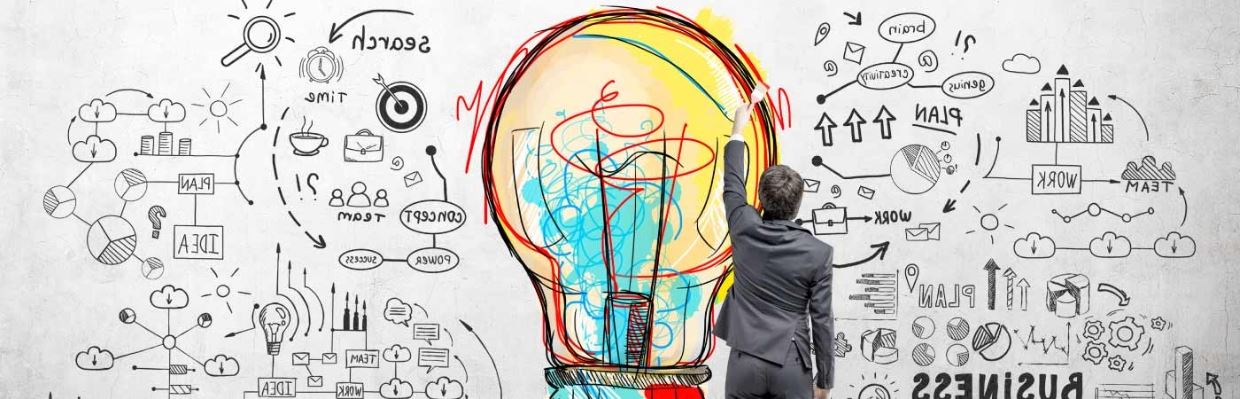 search
TIME
PLAN
IDEA
?!
TEAM
CONCEPT
POWER
SUCCESS
TEAM
IDEA
WORK
brain
?!
creativity
genius
PLAN
WORK
TEAM
WORK
PLAN
BUSINESS